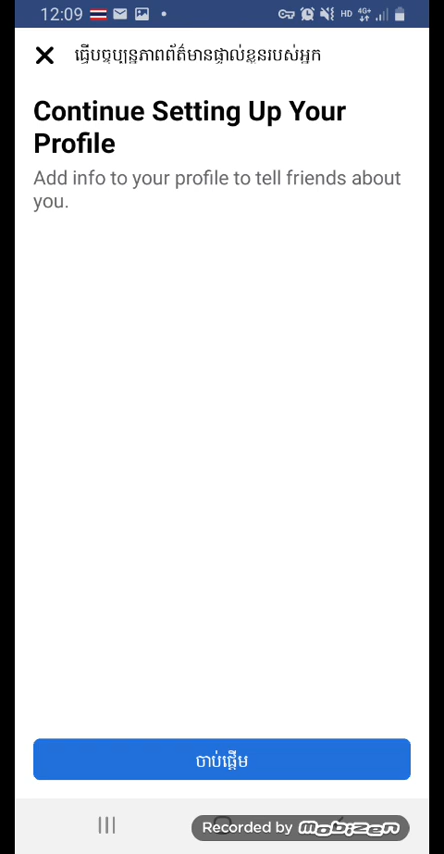 12:09
HD 4G+
ធ្វើបច្ចុប្បន្នភាពព័ត៌មានផ្ទាល់ខ្លួនរបស់អ្នក
Continue Setting Up Your
Profile
Add info to your profile to tell friends about
you.
ចាប់ផ្តើម
Recorded by Mobizen